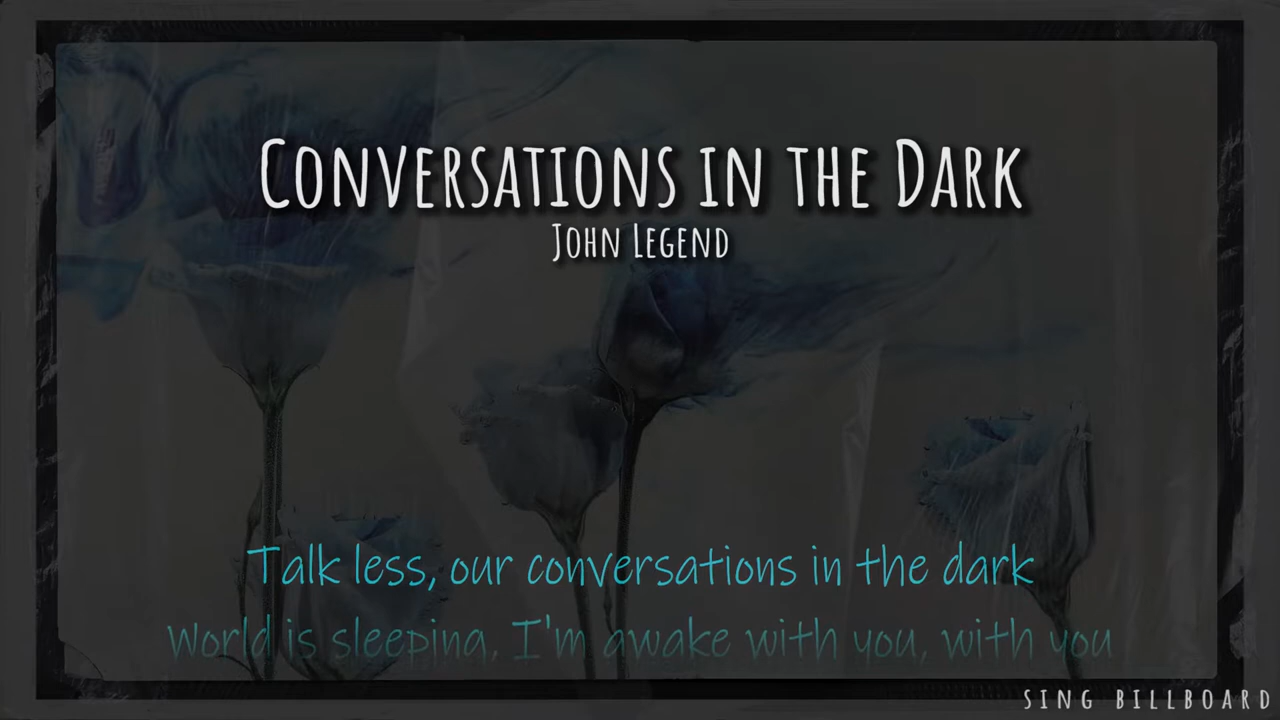 Conversations in the Dark
John Legend
Talk less, our conversations in the dark
World is sleeping, I'm awake with you, with you
SING BILLBOARD